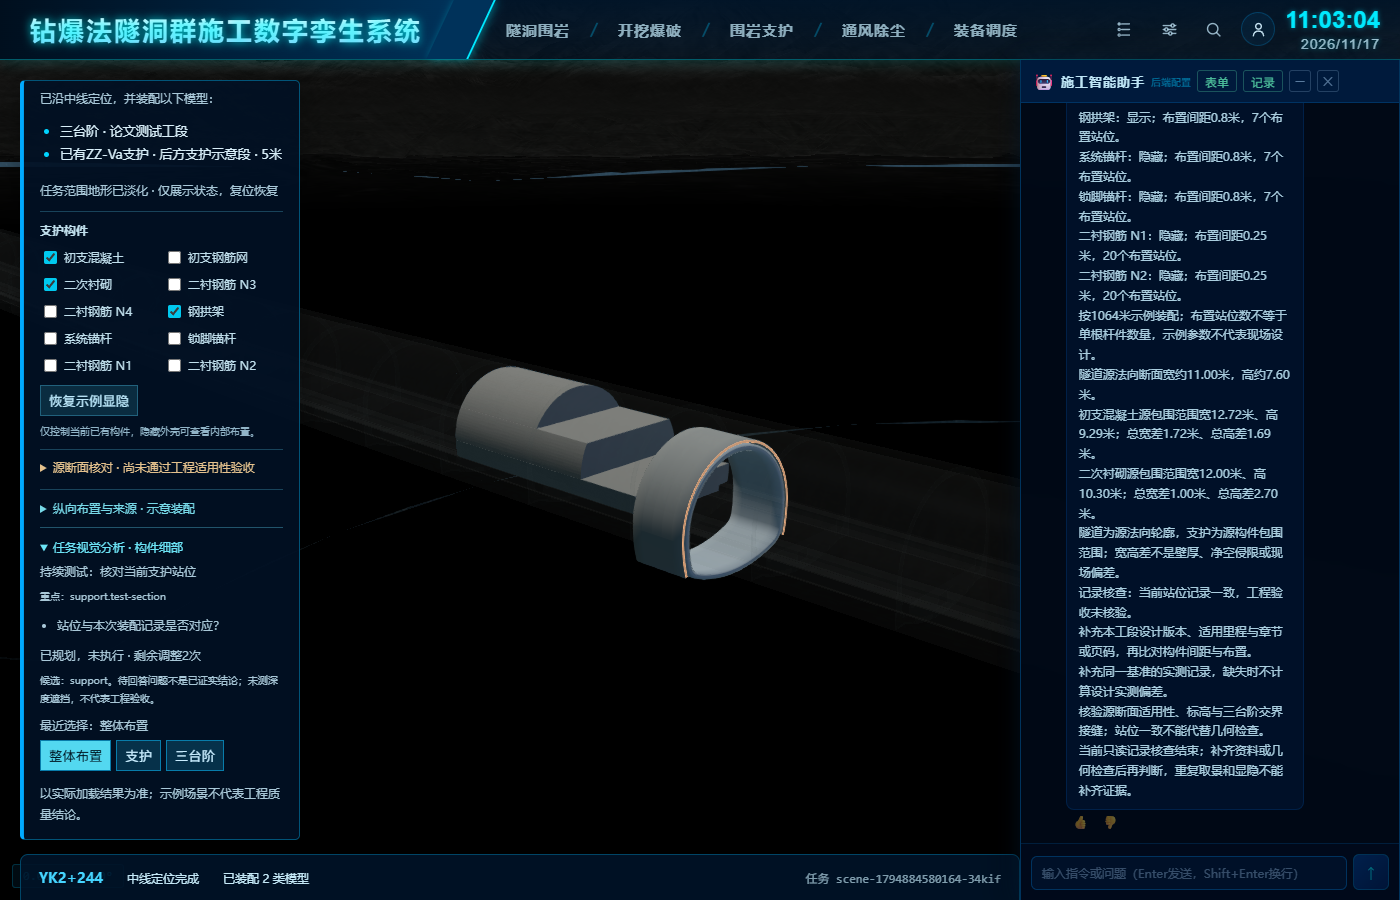 钻爆法隧洞群施工数字孪生系统
隧洞围岩 / 开挖爆破 / 围岩支护 / 通风除尘 / 装备调度
11:03:04
2026/11/17
已沿中线定位，并装配以下模型：
三台阶 · 论文测试工段
已有ZZ-Va支护 · 后方支护示意段 · 5米
任务范围地形已淡化 · 仅展示状态，复位恢复
支护构件
初支混凝土 初支钢筋网
二次衬砌 二衬钢筋 N3
二衬钢筋 N4 钢拱架
系统锚杆 锁脚锚杆
二衬钢筋 N1 二衬钢筋 N2
恢复示例显隐
仅控制当前已有构件，隐藏外壳可查看内部布置。
源断面核对 · 尚未通过工程适用性验收
纵向布置与来源 · 示意装配
任务视觉分析 · 构件细部
持续测试：核对当前支护站位
重点：support.test-section
站位与本次装配记录是否对应？
已规划，未执行 · 剩余调整2次
候选：support。待回答问题不是已证实结论；未测深
度遮挡，不代表工程验收。
最近选择：整体布置
整体布置 支护 三台阶
以实际加载结果为准；示例场景不代表工程质
量结论。
YK2+244 中线定位完成 已装配 2 类模型
任务 scene-1794884580164-34kif
施工智能助手 后端配置 表单 记录
钢拱架：显示；布置间距0.8米，7个布
置站位。
系统锚杆：隐藏；布置间距0.8米，7个
布置站位。
锁脚锚杆：隐藏；布置间距0.8米，7个
布置站位。
二衬钢筋 N1：隐藏；布置间距0.25
米，20个布置站位。
二衬钢筋 N2：隐藏；布置间距0.25
米，20个布置站位。
按1064米示例装配；布置站位数不等于
单根杆件数量，示例参数不代表现场设
计。
隧道源法向断面宽约11.00米，高约7.60
米。
初支混凝土源包围范围宽12.72米、高
9.29米；总宽差1.72米、总高差1.69
米。
二次衬砌源包围范围宽12.00米、高
10.30米；总宽差1.00米、总高差2.70
米。
隧道为源法向轮廓，支护为源构件包围
范围；宽高差不是壁厚、净空侵限或现
场偏差。
记录核查：当前站位记录一致，工程验
收未核验。
补充本工段设计版本、适用里程与章节
或页码，再比对构件间距与布置。
补充同一基准的实测记录，缺失时不计
算设计实测偏差。
核验源断面适用性、标高与三台阶交界
接缝；站位一致不能代替几何检查。
当前只读记录核查结束；补齐资料或几
何检查后再判断，重复取景和显隐不能
补齐证据。
输入指令或问题（Enter发送，Shift+Enter换行）